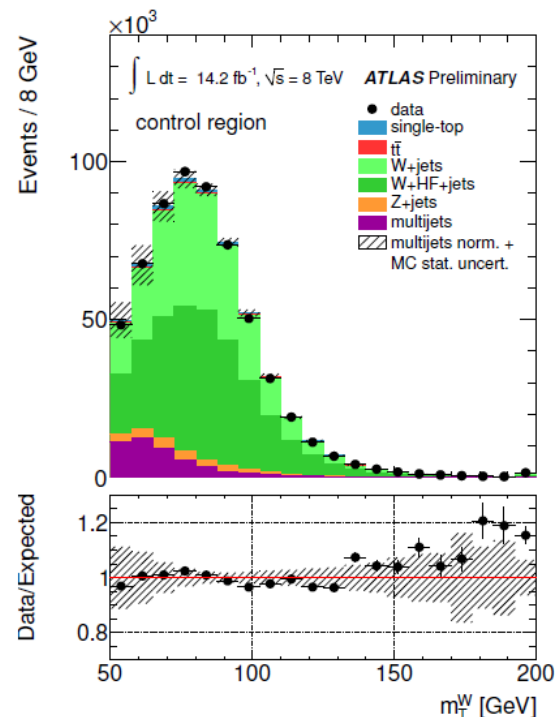 ×10³
Events / 8 GeV
∫ L dt = 14.2 fb⁻¹, √s = 8 TeV
ATLAS Preliminary
control region
data
single-top
tt̄
W+jets
W+HF+jets
Z+jets
multijets
multijets norm. +
MC stat. uncert.
100
50
0
Data/Expected
1.2
1
0.8
50 100 150 200
m_T^W [GeV]